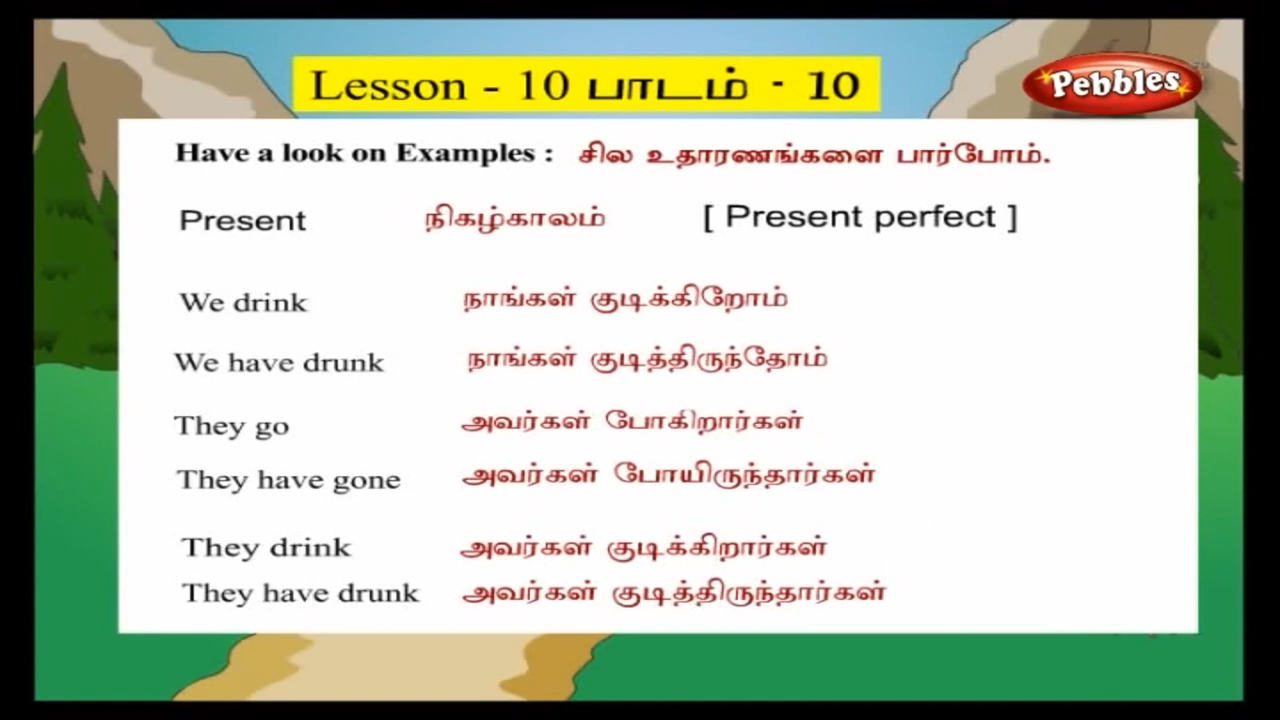 Lesson - 10 பாடம் - 10
Pebbles
Have a look on Examples : சில உதாரணங்களை பார்போம்.
Present நிகழ்காலம் [ Present perfect ]
We drink நாங்கள் குடிக்கிறோம்
We have drunk நாங்கள் குடித்திருந்தோம்
They go அவர்கள் போகிறார்கள்
They have gone அவர்கள் போயிருந்தார்கள்
They drink அவர்கள் குடிக்கிறார்கள்
They have drunk அவர்கள் குடித்திருந்தார்கள்